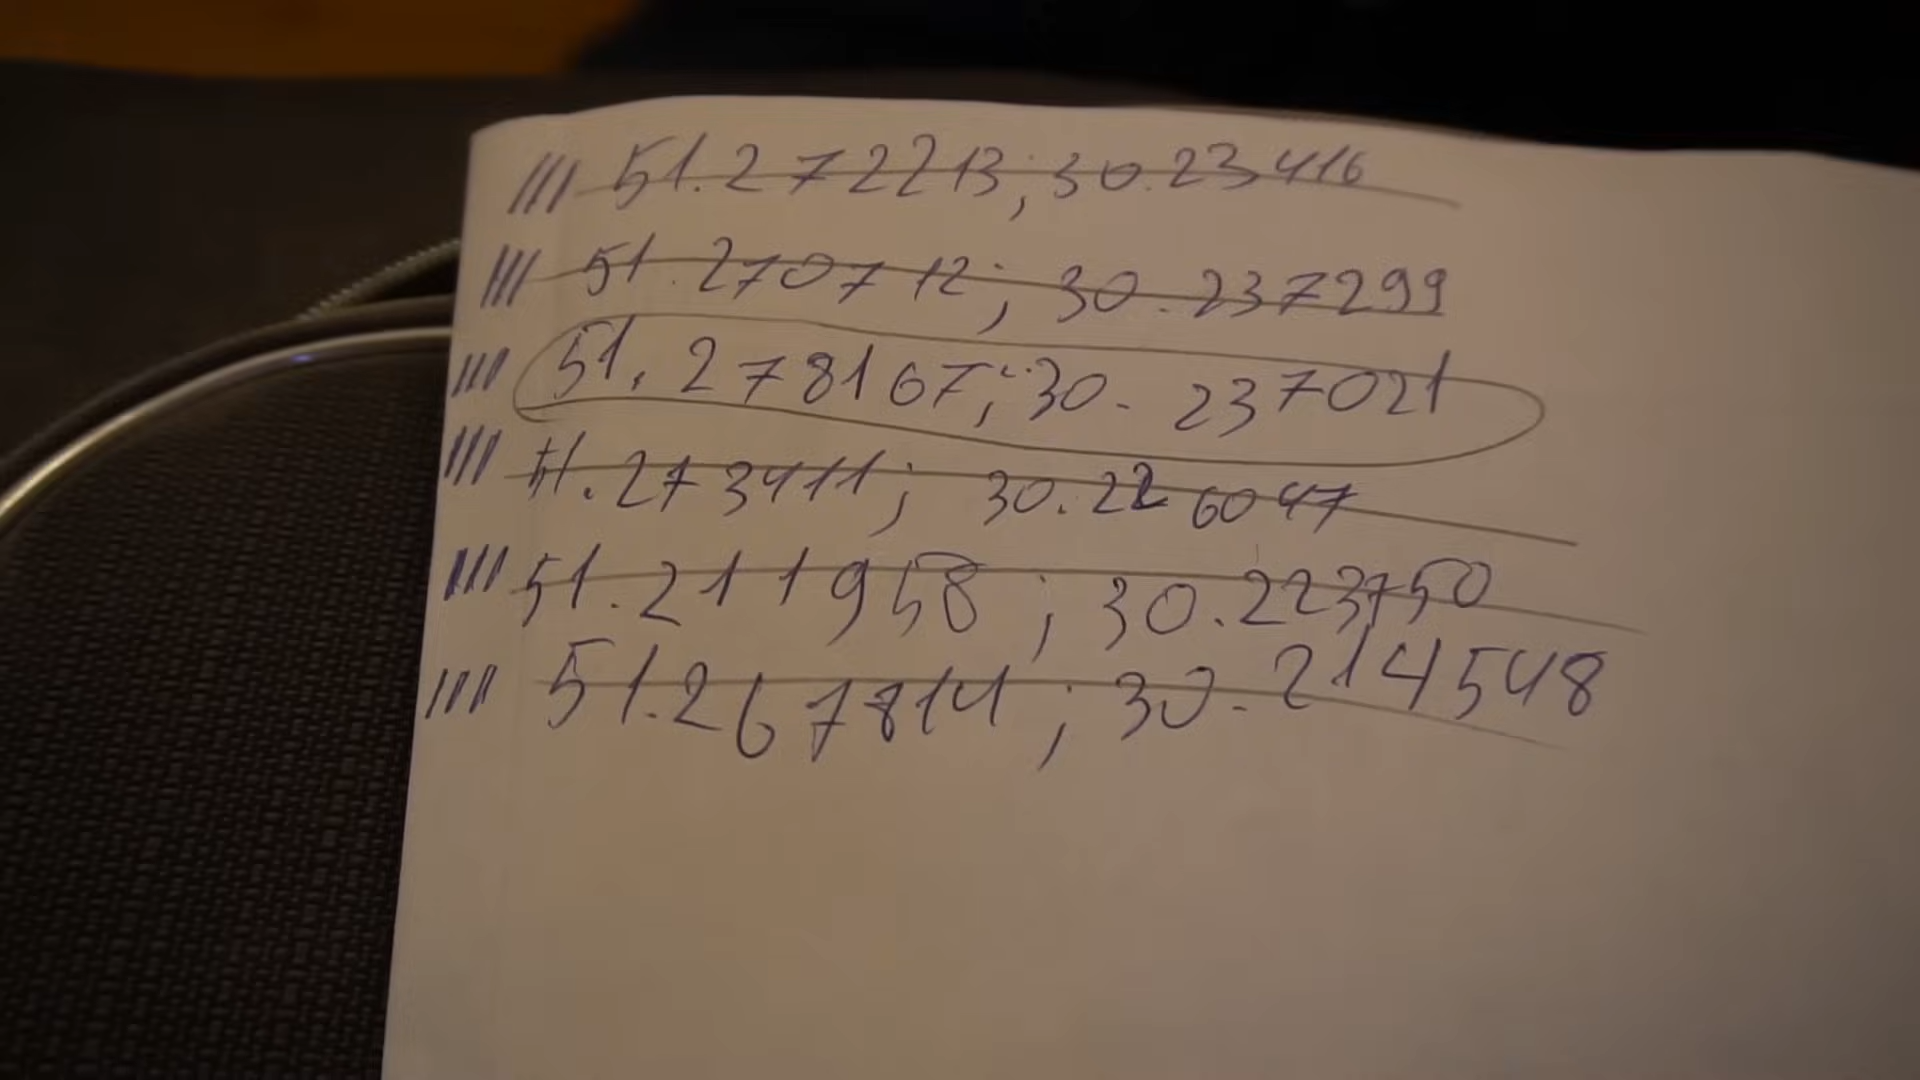 /// 51.272213; 30.23416
/// 51.270712; 30.237299
/// 51.278167; 30.237021
/// 51.273411; 30.226047
/// 51.211958; 30.223750
/// 51.267814; 30.214548